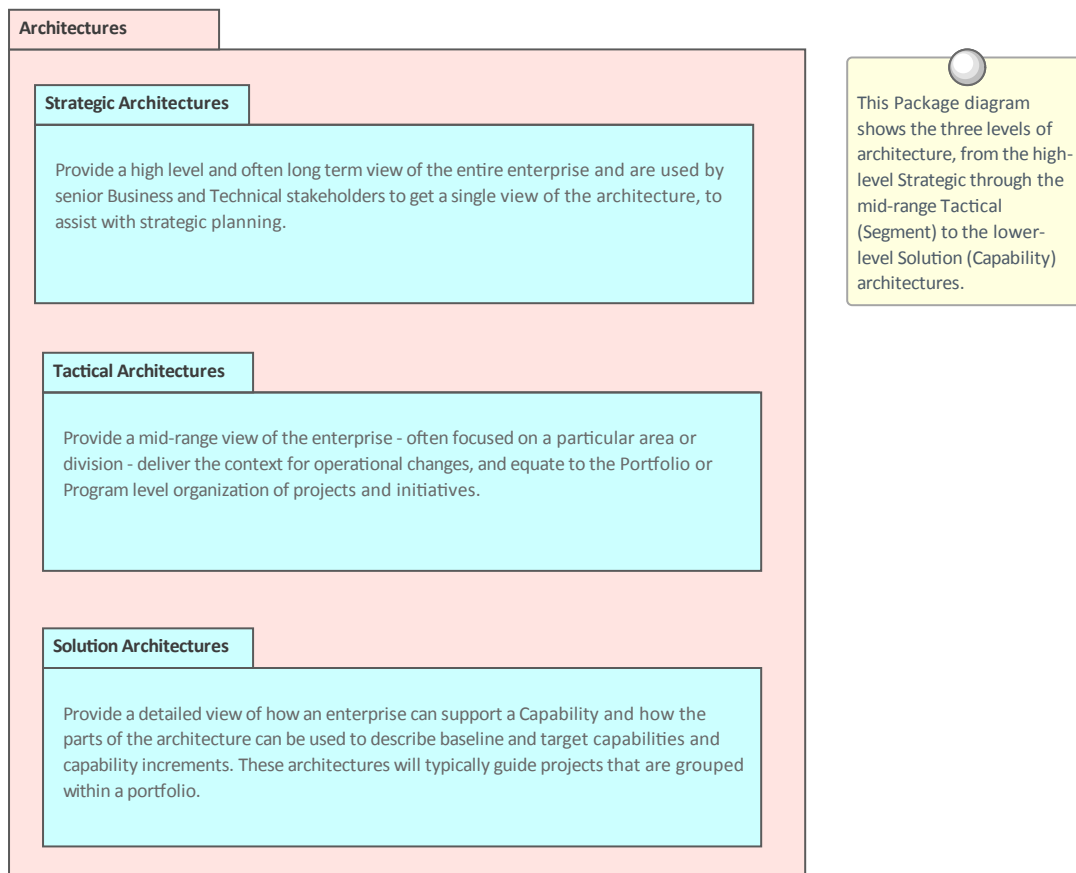 Architectures
Strategic Architectures
Provide a high level and often long term view of the entire enterprise and are used by
senior Business and Technical stakeholders to get a single view of the architecture, to
assist with strategic planning.
Tactical Architectures
Provide a mid-range view of the enterprise - often focused on a particular area or
division - deliver the context for operational changes, and equate to the Portfolio or
Program level organization of projects and initiatives.
Solution Architectures
Provide a detailed view of how an enterprise can support a Capability and how the
parts of the architecture can be used to describe baseline and target capabilities and
capability increments. These architectures will typically guide projects that are grouped
within a portfolio.
This Package diagram
shows the three levels of
architecture, from the high-
level Strategic through the
mid-range Tactical
(Segment) to the lower-
level Solution (Capability)
architectures.